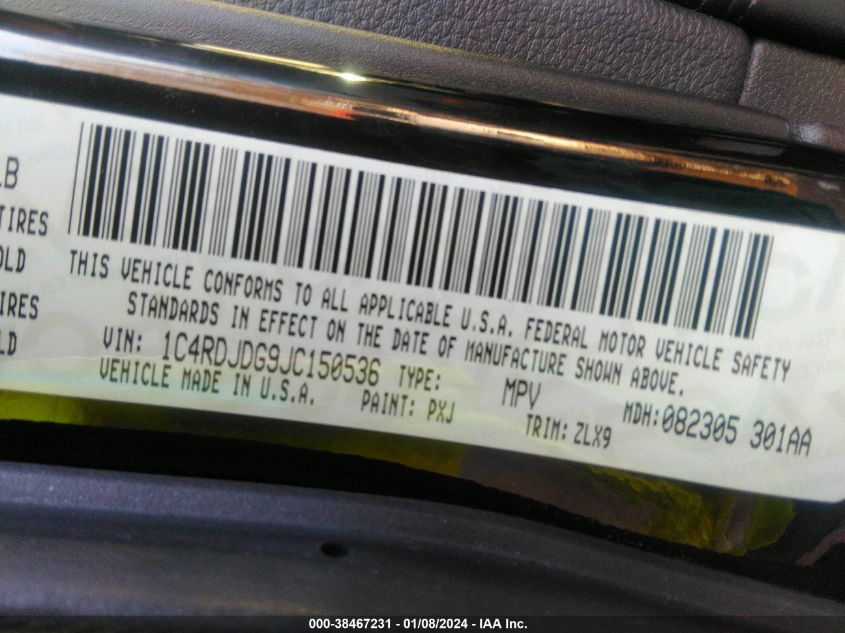 LB
TIRES
OLD
IRES
LD
THIS VEHICLE CONFORMS TO ALL APPLICABLE U.S.A. FEDERAL MOTOR VEHICLE SAFETY
STANDARDS IN EFFECT ON THE DATE OF MANUFACTURE SHOWN ABOVE.
VIN: 1C4RDJDG9JC150536 TYPE: MPV MDH: 082305 301AA
VEHICLE MADE IN U.S.A. PAINT: PXJ TRIM: ZLX9
000-38467231 - 01/08/2024 - IAA Inc.